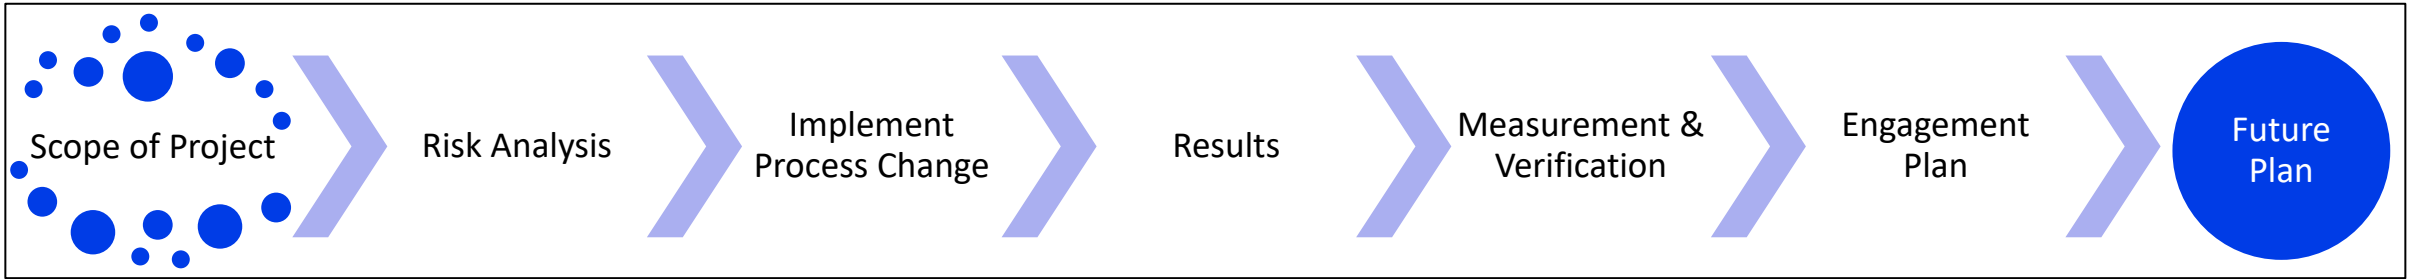 Scope of Project
Risk Analysis
Implement
Process Change
Results
Measurement &
Verification
Engagement
Plan
Future
Plan